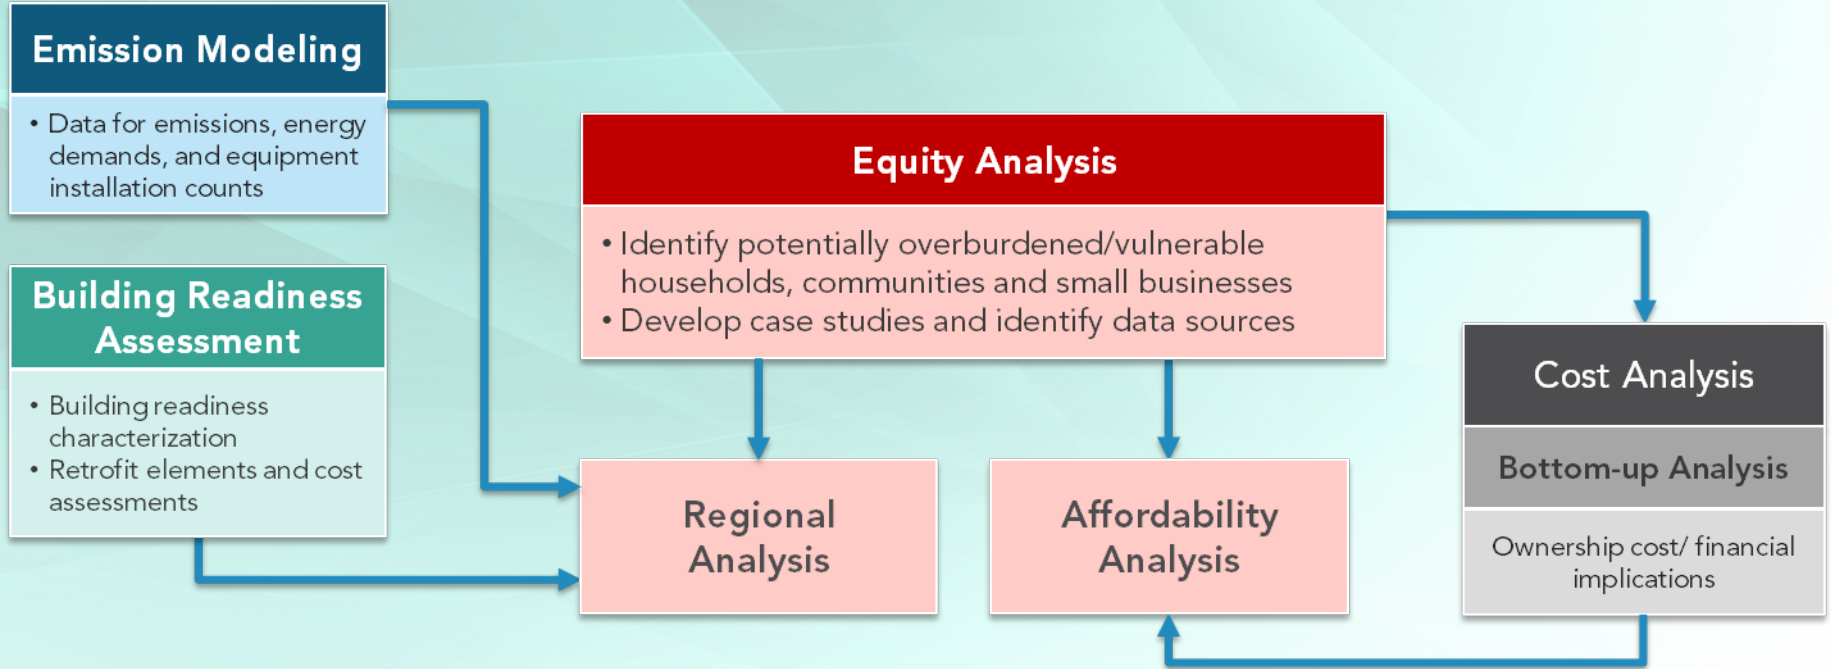 Emission Modeling
• Data for emissions, energy
demands, and equipment
installation counts
Building Readiness
Assessment
• Building readiness
characterization
• Retrofit elements and cost
assessments
Equity Analysis
• Identify potentially overburdened/vulnerable
households, communities and small businesses
• Develop case studies and identify data sources
Regional
Analysis
Affordability
Analysis
Cost Analysis
Bottom-up Analysis
Ownership cost/ financial
implications